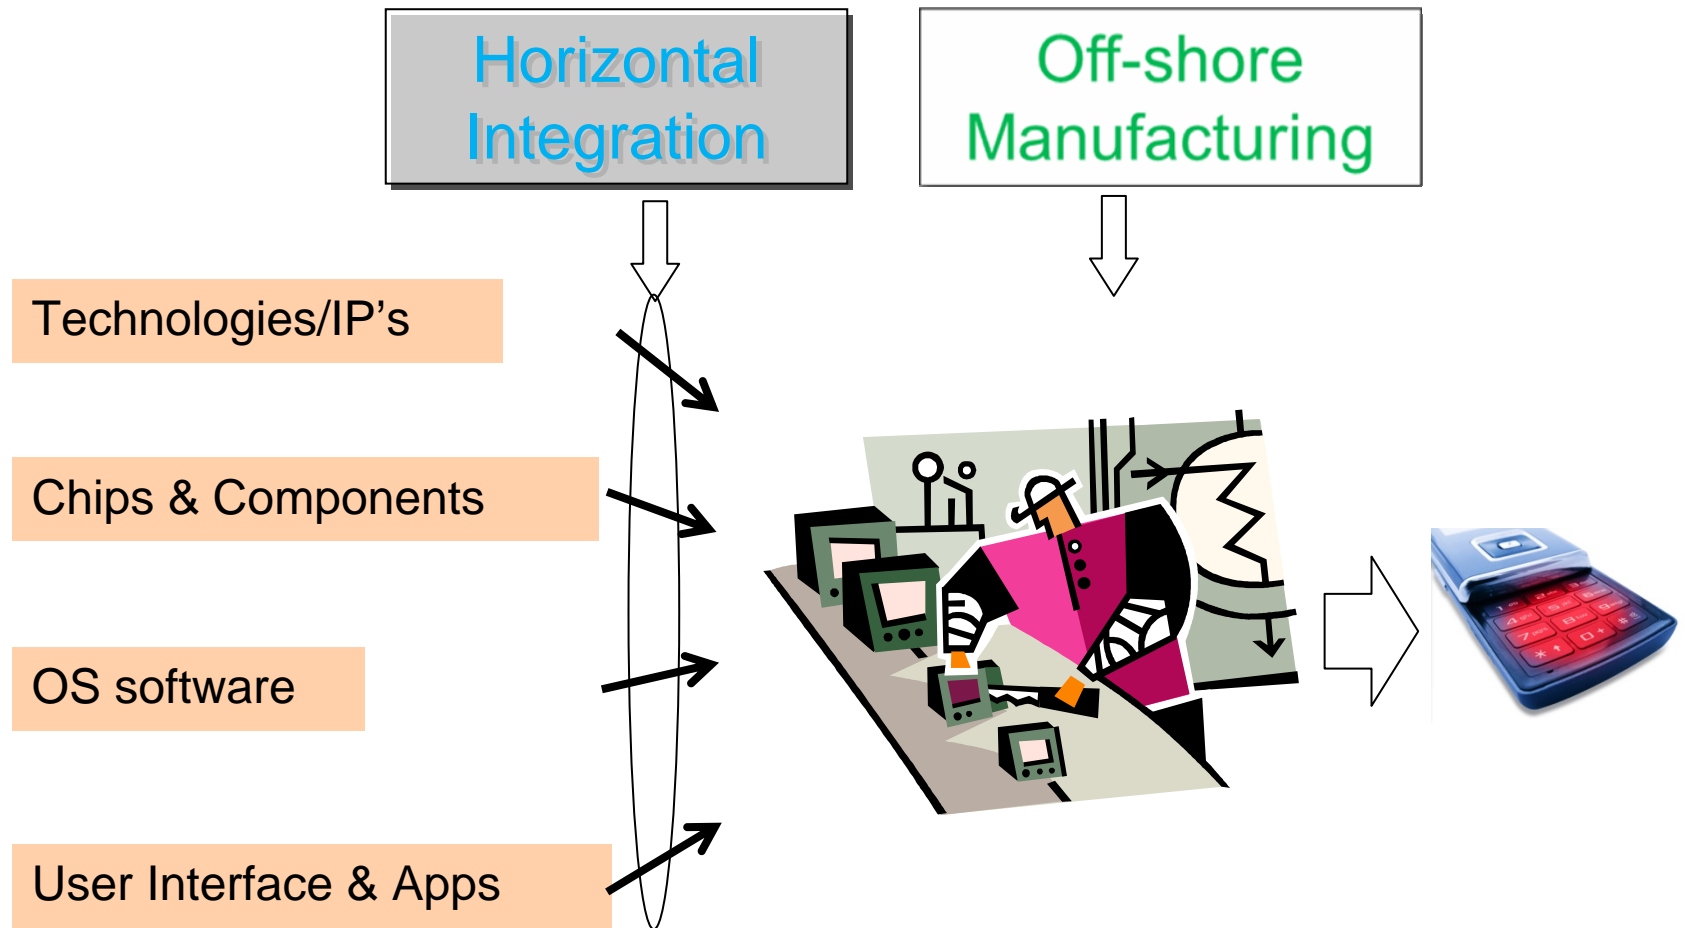 Horizontal
Integration
Off-shore
Manufacturing
Technologies/IP's
Chips & Components
OS software
User Interface & Apps